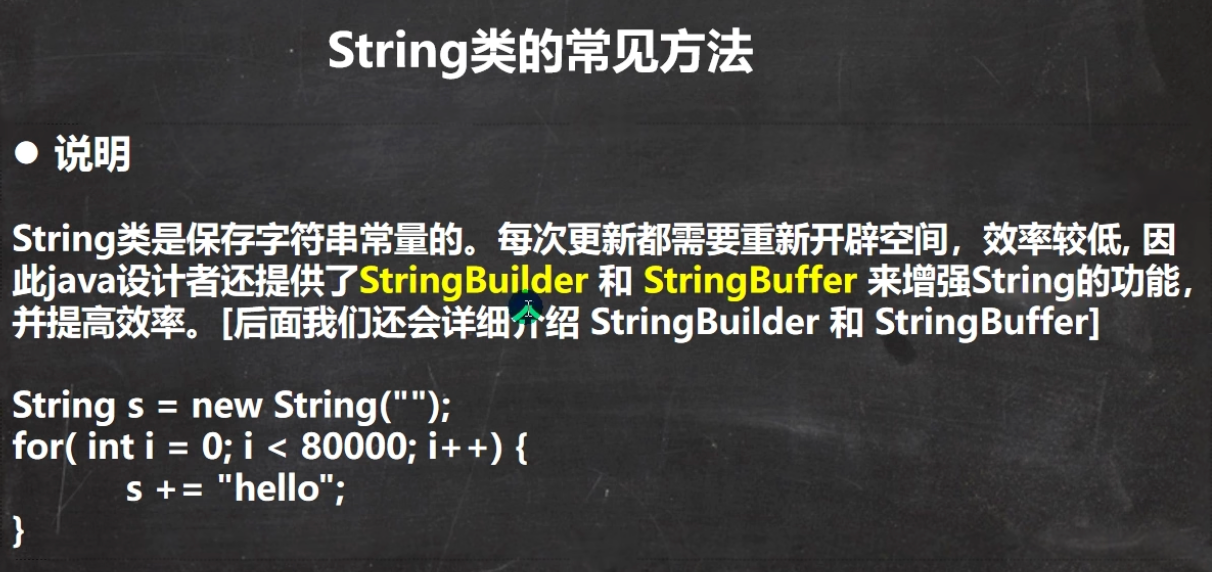 String类的常见方法
● 说明
String类是保存字符串常量的。每次更新都需要重新开辟空间，效率较低, 因
此java设计者还提供了StringBuilder 和 StringBuffer 来增强String的功能，
并提高效率。[后面我们还会详细介绍 StringBuilder 和 StringBuffer]
String s = new String("");
for( int i = 0; i < 80000; i++) {
s += "hello";
}